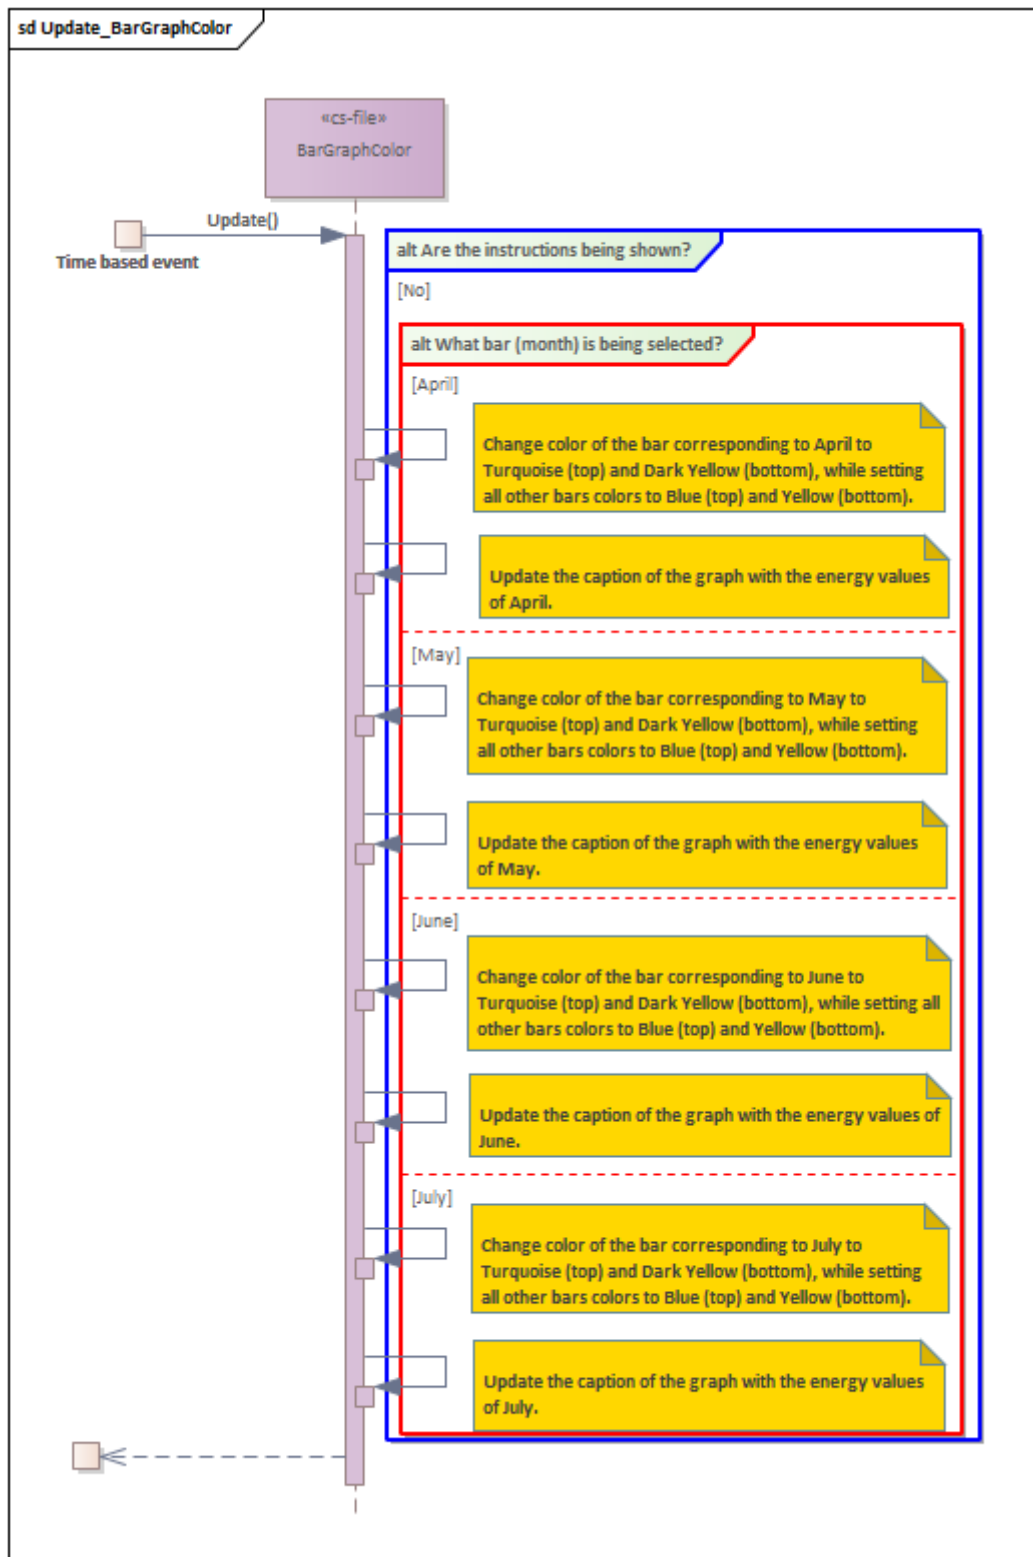 sd Update_BarGraphColor
«cs-file»
BarGraphColor
Update()
Time based event
alt Are the instructions being shown?
[No]
alt What bar (month) is being selected?
[April]
Change color of the bar corresponding to April to
Turquoise (top) and Dark Yellow (bottom), while setting
all other bars colors to Blue (top) and Yellow (bottom).
Update the caption of the graph with the energy values
of April.
[May]
Change color of the bar corresponding to May to
Turquoise (top) and Dark Yellow (bottom), while setting
all other bars colors to Blue (top) and Yellow (bottom).
Update the caption of the graph with the energy values
of May.
[June]
Change color of the bar corresponding to June to
Turquoise (top) and Dark Yellow (bottom), while setting all
other bars colors to Blue (top) and Yellow (bottom).
Update the caption of the graph with the energy values of
June.
[July]
Change color of the bar corresponding to July to
Turquoise (top) and Dark Yellow (bottom), while setting
all other bars colors to Blue (top) and Yellow (bottom).
Update the caption of the graph with the energy values
of July.